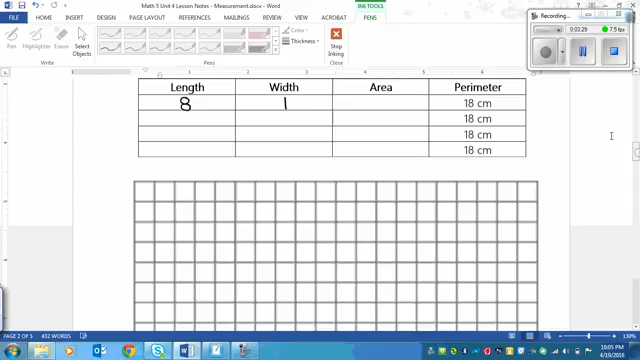 Math 5 Unit 4 Lesson Notes - Measurement.docx - Word
INK TOOLS
FILE HOME INSERT DESIGN PAGE LAYOUT REFERENCES MAILINGS REVIEW VIEW ACROBAT PENS
Recording...
00:03:29 7.5 fps
Pen Highlighter Eraser Select Objects
Color
Thickness
Stop Inking
Write Pens Close
Length Width Area Perimeter
8 1 18 cm
18 cm
18 cm
18 cm
PAGE 2 OF 5 432 WORDS 130%
10:05 PM
4/19/2016